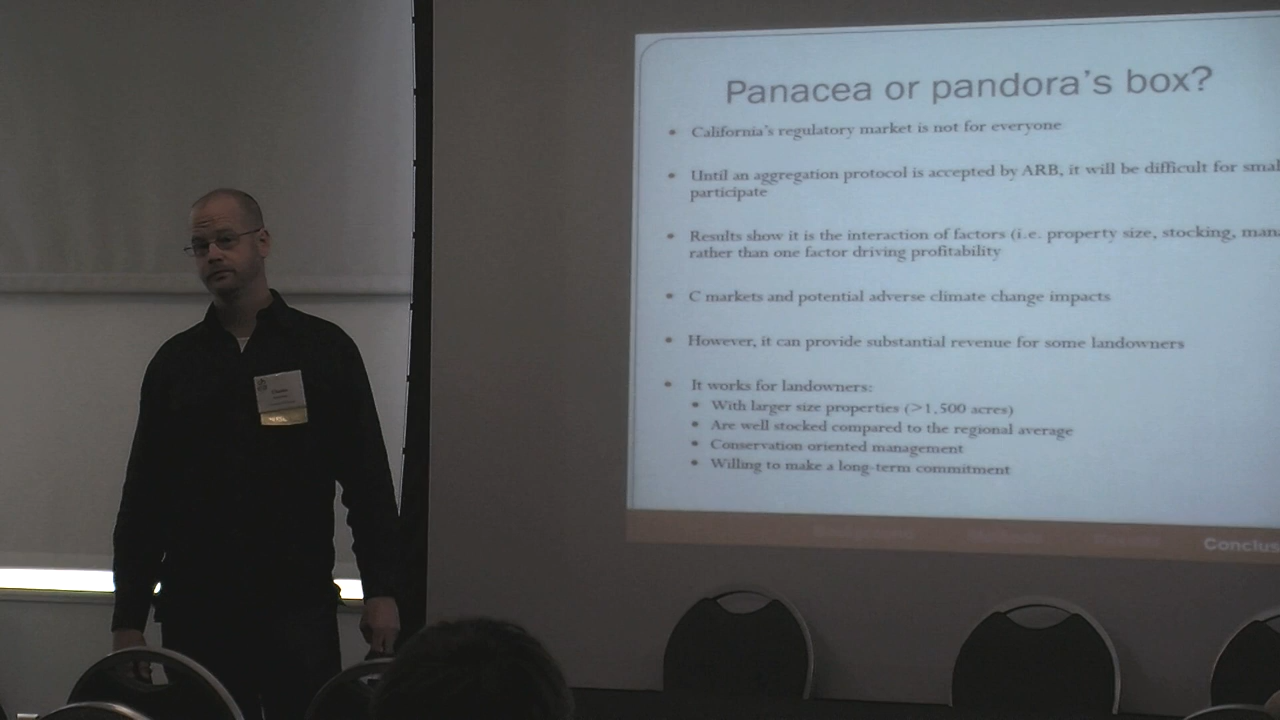 Panacea or pandora's box?
• California's regulatory market is not for everyone
• Until an aggregation protocol is accepted by ARB, it will be difficult for smal
participate
• Results show it is the interaction of factors (i.e. property size, stocking, mana
rather than one factor driving profitability
• C markets and potential adverse climate change impacts
• However, it can provide substantial revenue for some landowners
• It works for landowners:
• With larger size properties (>1,500 acres)
• Are well stocked compared to the regional average
• Conservation oriented management
• Willing to make a long-term commitment
Conclus